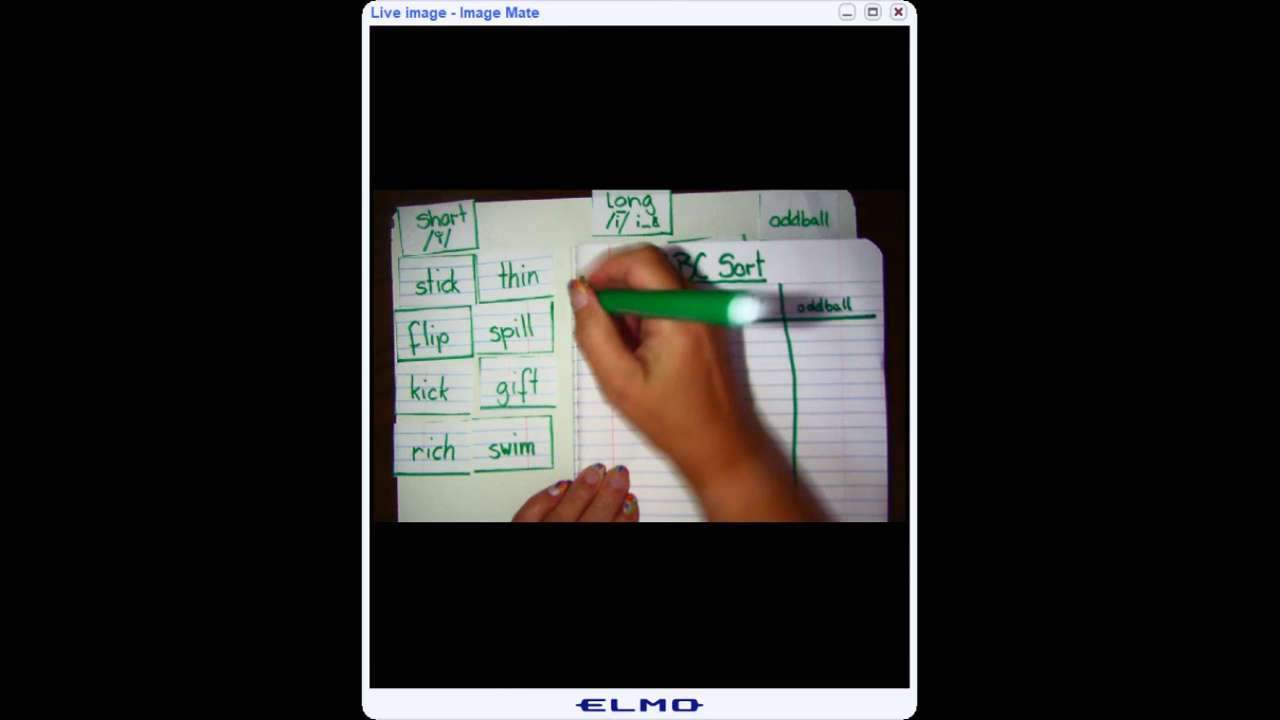 Live image - Image Mate
short
/ĭ/
long
/ī/ i_e
oddball
stick thin
flip spill
kick gift
rich swim
BC Sort
oddball
ELMO